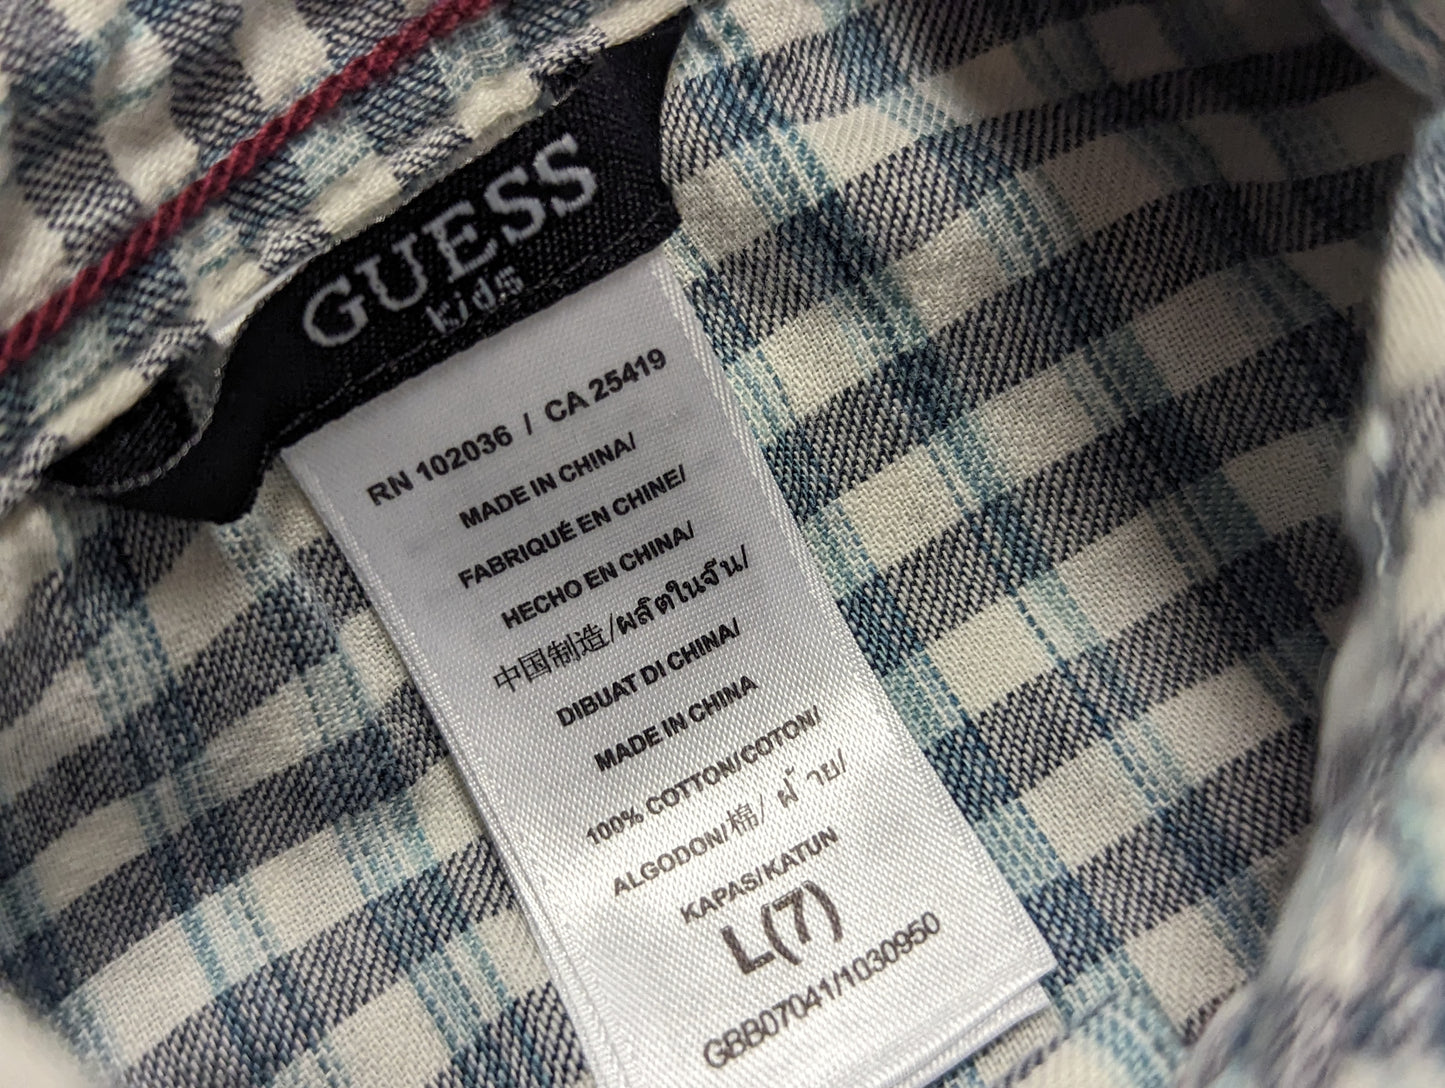 GUESS
kids
RN 102036 / CA 25419
MADE IN CHINA/
FABRIQUÉ EN CHINE/
HECHO EN CHINA/
中国制造/ผลิตในจีน/
DIBUAT DI CHINA/
MADE IN CHINA
100% COTTON/COTON/
ALGODON/棉/ ฝ้าย/
KAPAS/KATUN
L(7)
GBB07041/1030950